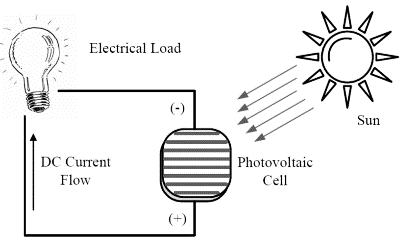 Electrical Load
(-)
Sun
DC Current
Flow
Photovoltaic
Cell
(+)